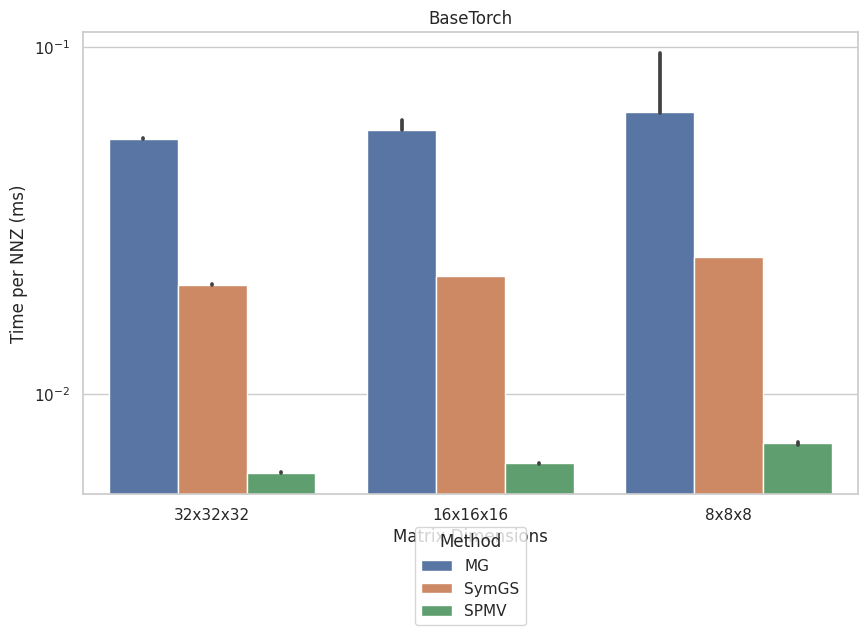 BaseTorch
Time per NNZ (ms)
10⁻¹
10⁻²
32x32x32 16x16x16 8x8x8
Matrix Dimensions
Method
MG
SymGS
SPMV